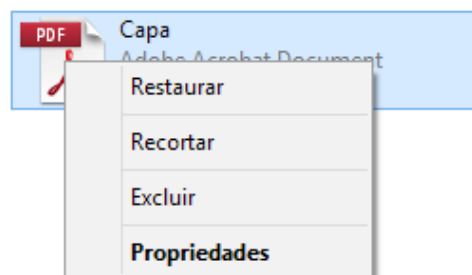 PDF
Capa
Adobe Acrobat Document
Restaurar
Recortar
Excluir
Propriedades